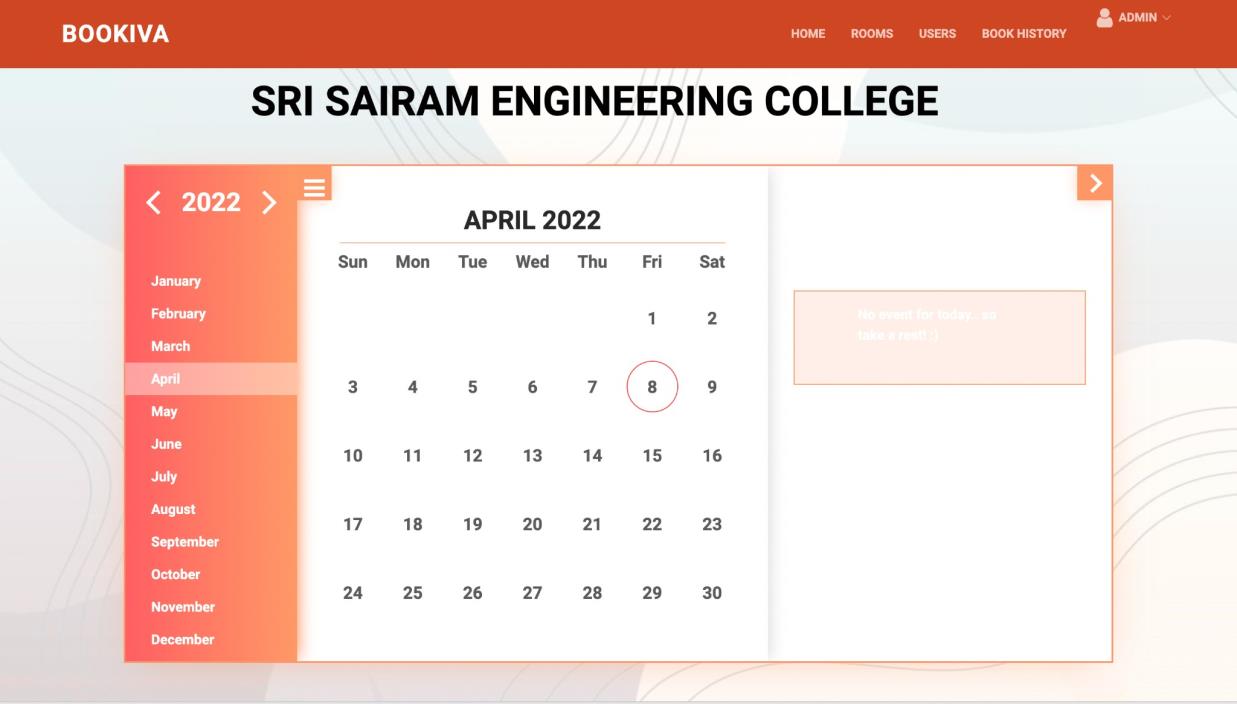 BOOKIVA
HOME ROOMS USERS BOOK HISTORY ADMIN
SRI SAIRAM ENGINEERING COLLEGE
2022
January
February
March
April
May
June
July
August
September
October
November
December
APRIL 2022
Sun Mon Tue Wed Thu Fri Sat
1 2
3 4 5 6 7 8 9
10 11 12 13 14 15 16
17 18 19 20 21 22 23
24 25 26 27 28 29 30
No event for today.. so
take a rest! :)